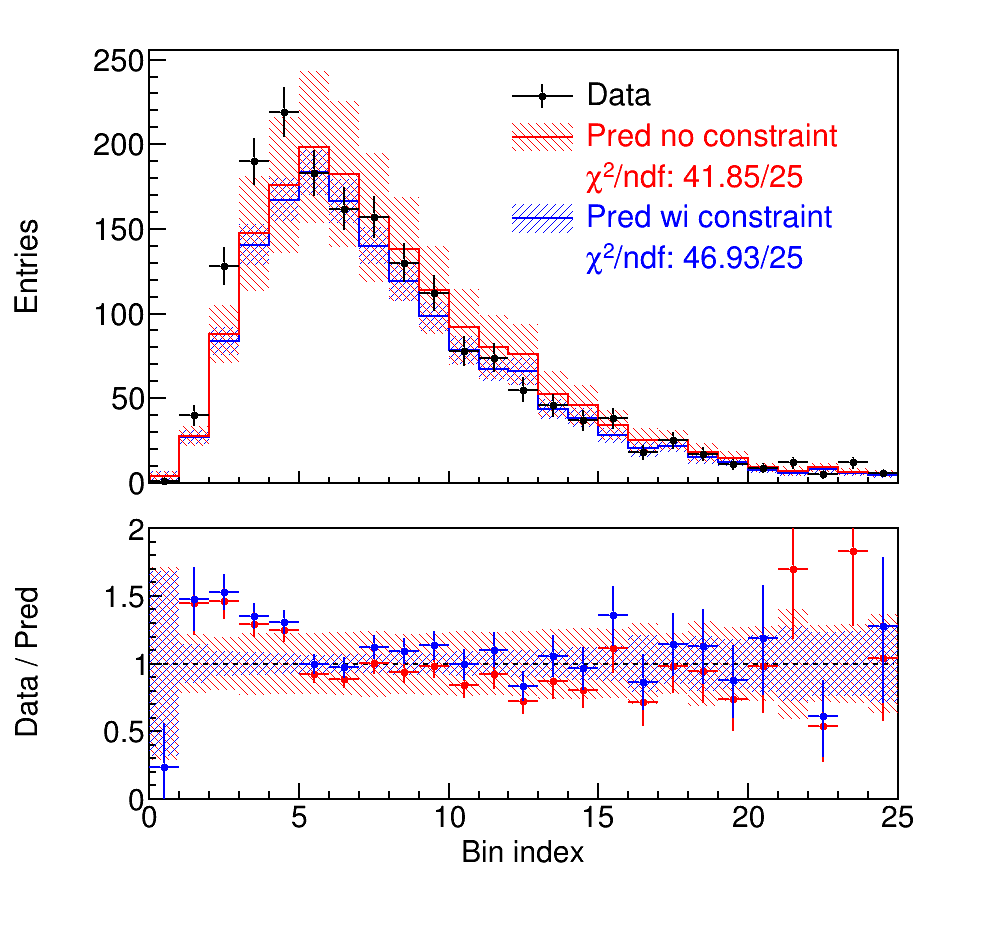 250
200
150
100
50
0
Entries
Data
Pred no constraint
χ²/ndf: 41.85/25
Pred wi constraint
χ²/ndf: 46.93/25
2
1.5
1
0.5
0
Data / Pred
0 5 10 15 20 25
Bin index